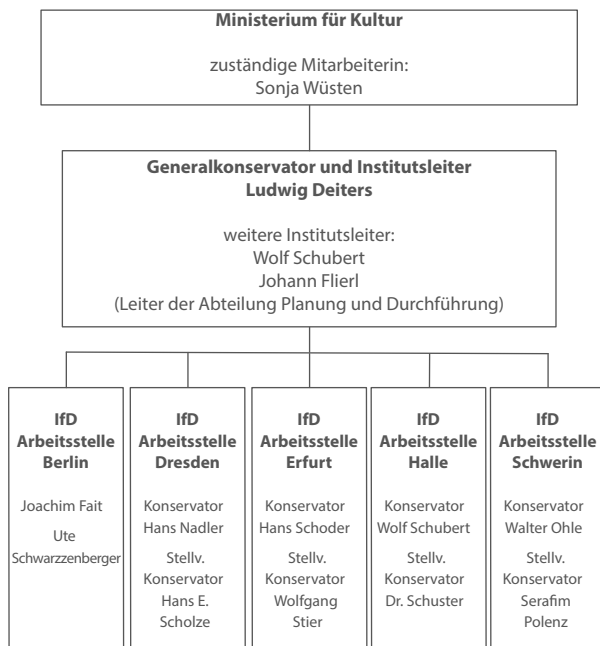 Ministerium für Kultur
zuständige Mitarbeiterin:
Sonja Wüsten
Generalkonservator und Institutsleiter
Ludwig Deiters
weitere Institutsleiter:
Wolf Schubert
Johann Flierl
(Leiter der Abteilung Planung und Durchführung)
IfD
Arbeitsstelle
Berlin
Joachim Fait
Ute
Schwarzzenberger
IfD
Arbeitsstelle
Dresden
Konservator
Hans Nadler
Stellv.
Konservator
Hans E.
Scholze
IfD
Arbeitsstelle
Erfurt
Konservator
Hans Schoder
Stellv.
Konservator
Wolfgang
Stier
IfD
Arbeitsstelle
Halle
Konservator
Wolf Schubert
Stellv.
Konservator
Dr. Schuster
IfD
Arbeitsstelle
Schwerin
Konservator
Walter Ohle
Stellv.
Konservator
Serafim
Polenz